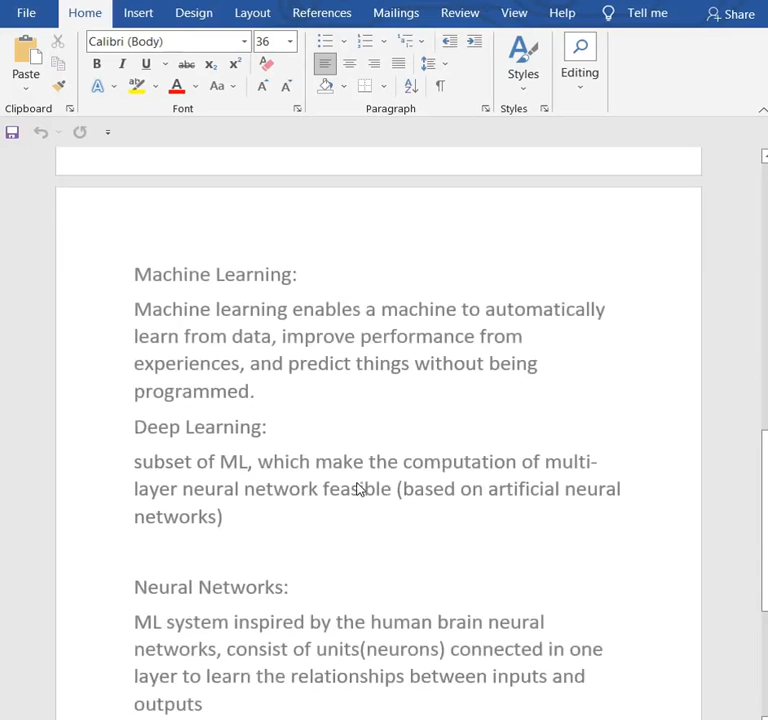 File Home Insert Design Layout References Mailings Review View Help Tell me Share
Calibri (Body) 36
Paste Styles Editing
Clipboard Font Paragraph Styles
Machine Learning:
Machine learning enables a machine to automatically
learn from data, improve performance from
experiences, and predict things without being
programmed.
Deep Learning:
subset of ML, which make the computation of multi-
layer neural network feasible (based on artificial neural
networks)
Neural Networks:
ML system inspired by the human brain neural
networks, consist of units(neurons) connected in one
layer to learn the relationships between inputs and
outputs